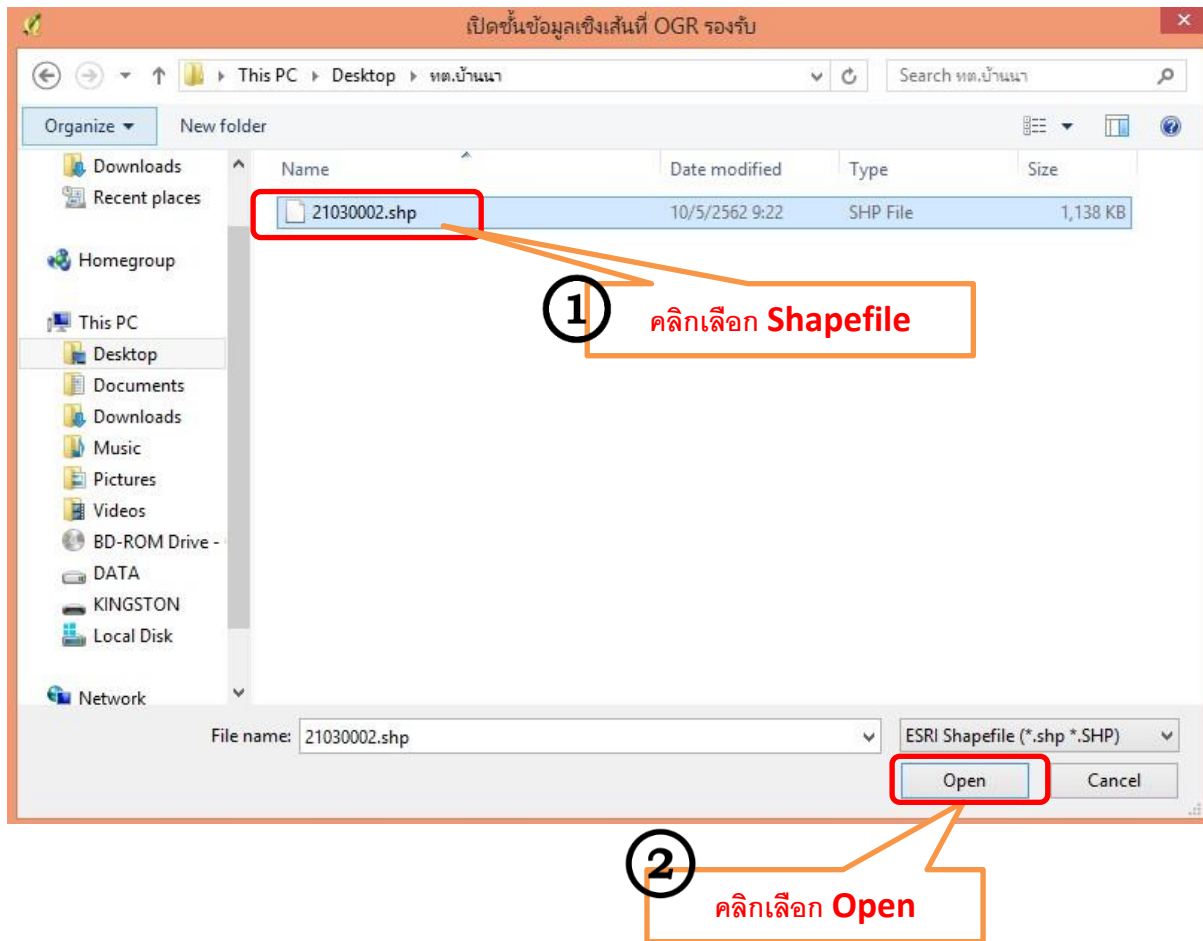 เปิดชั้นข้อมูลเชิงเส้นที่ OGR รองรับ
This PC Desktop ทต.บ้านนา
Search ทต.บ้านนา
Organize New folder
Name Date modified Type Size
21030002.shp 10/5/2562 9:22 SHP File 1,138 KB
Downloads
Recent places
Homegroup
This PC
Desktop
Documents
Downloads
Music
Pictures
Videos
BD-ROM Drive -
DATA
KINGSTON
Local Disk
Network
1
คลิกเลือก Shapefile
File name: 21030002.shp ESRI Shapefile (*.shp *.SHP)
Open Cancel
2
คลิกเลือก Open